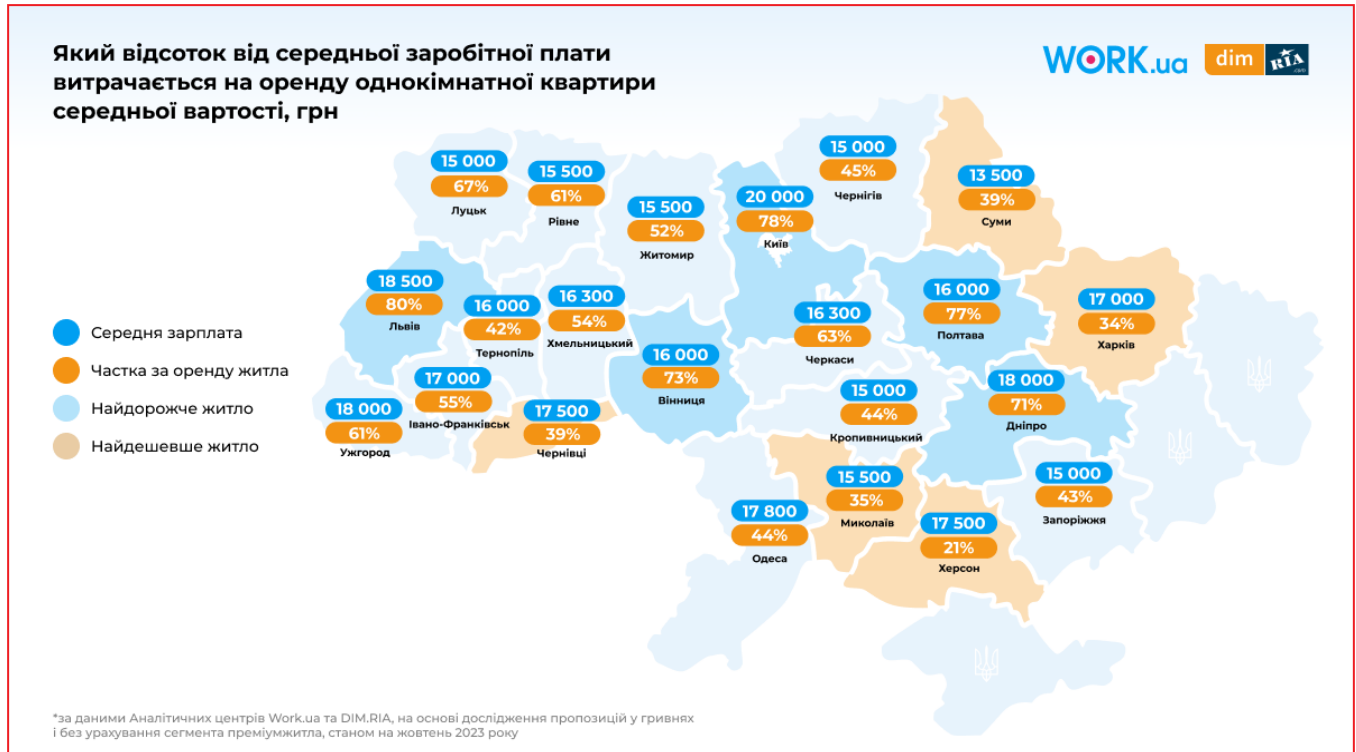 Який відсоток від середньої заробітної плати
витрачається на оренду однокімнатної квартири
середньої вартості, грн
WORK.ua
dim
RIA
.com
15 000
67%
Луцьк
15 500
61%
Рівне
15 500
52%
Житомир
20 000
78%
Київ
15 000
45%
Чернігів
13 500
39%
Суми
18 500
80%
Львів
16 000
42%
Тернопіль
16 300
54%
Хмельницький
16 000
73%
Вінниця
16 300
63%
Черкаси
16 000
77%
Полтава
17 000
34%
Харків
18 000
61%
Ужгород
17 000
55%
Івано-Франківськ
17 500
39%
Чернівці
15 000
44%
Кропивницький
18 000
71%
Дніпро
17 800
44%
Одеса
15 500
35%
Миколаїв
17 500
21%
Херсон
15 000
43%
Запоріжжя
Середня зарплата
Частка за оренду житла
Найдорожче житло
Найдешевше житло
*за даними Аналітичних центрів Work.ua та DIM.RIA, на основі дослідження пропозицій у гривнях
і без урахування сегмента преміумжитла, станом на жовтень 2023 року